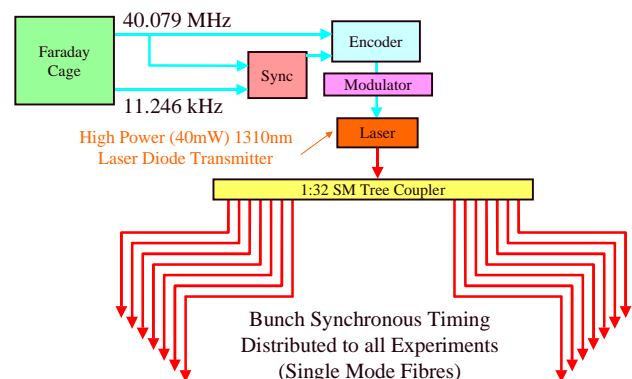 40.079 MHz
Faraday
Cage
Encoder
Sync
Modulator
11.246 kHz
High Power (40mW) 1310nm
Laser Diode Transmitter
Laser
1:32 SM Tree Coupler
Bunch Synchronous Timing
Distributed to all Experiments
(Single Mode Fibres)